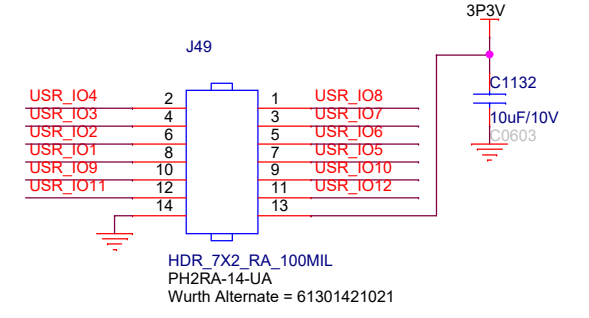 3P3V
J49
C1132
10uF/10V
C0603
USR_IO4 2 1 USR_IO8
USR_IO3 4 3 USR_IO7
USR_IO2 6 5 USR_IO6
USR_IO1 8 7 USR_IO5
USR_IO9 10 9 USR_IO10
USR_IO11 12 11 USR_IO12
14 13
HDR_7X2_RA_100MIL
PH2RA-14-UA
Wurth Alternate = 61301421021